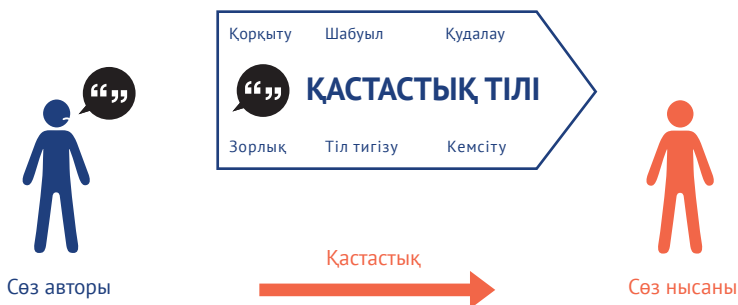 Қорқыту Шабуыл Қудалау
ҚАСТАСТЫҚ ТІЛІ
Зорлық Тіл тигізу Кемсіту
Қастастық
Сөз авторы
Сөз нысаны